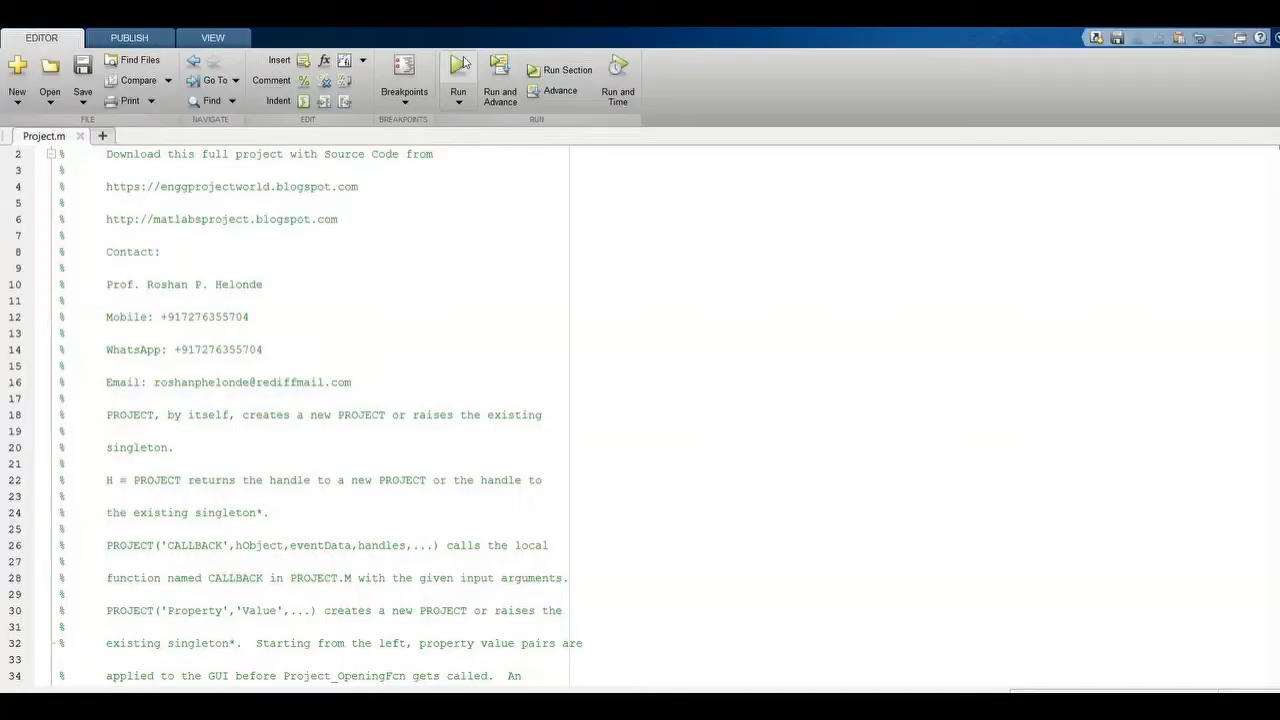 EDITOR PUBLISH VIEW
New Open Save Find Files Compare Print
Go To Find
Insert fx
Comment %
Indent
Breakpoints
Run
Run and Advance
Run Section
Advance
Run and Time
FILE NAVIGATE EDIT BREAKPOINTS RUN
Project.m
2 % Download this full project with Source Code from
3 %
4 % https://enggprojectworld.blogspot.com
5 %
6 % http://matlabsproject.blogspot.com
7 %
8 % Contact:
9 %
10 % Prof. Roshan P. Helonde
11 %
12 % Mobile: +917276355704
13 %
14 % WhatsApp: +917276355704
15 %
16 % Email: roshanphelonde@rediffmail.com
17 %
18 % PROJECT, by itself, creates a new PROJECT or raises the existing
19 %
20 % singleton.
21 %
22 % H = PROJECT returns the handle to a new PROJECT or the handle to
23 %
24 % the existing singleton*.
25 %
26 % PROJECT('CALLBACK',hObject,eventData,handles,...) calls the local
27 %
28 % function named CALLBACK in PROJECT.M with the given input arguments.
29 %
30 % PROJECT('Property','Value',...) creates a new PROJECT or raises the
31 %
32 % existing singleton*.  Starting from the left, property value pairs are
33
34 % applied to the GUI before Project_OpeningFcn gets called.  An